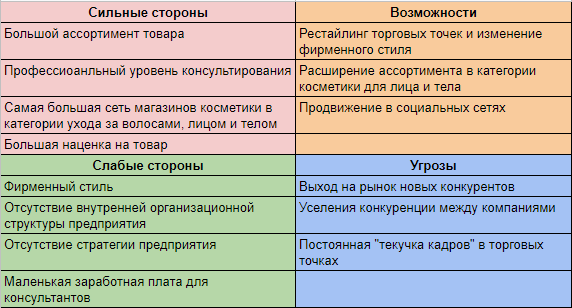 Сильные стороны
Возможности
Большой ассортимент товара
Рестайлинг торговых точек и изменение
фирменного стиля
Профессиоанльный уровень консультирования
Расширение ассортимента в категории
косметики для лица и тела
Самая большая сеть магазинов косметики в
категории ухода за волосами, лицом и телом
Продвижение в социальных сетях
Большая наценка на товар
Слабые стороны
Угрозы
Фирменный стиль
Выход на рынок новых конкурентов
Отсутствие внутренней организационой
структуры предприятия
Уселения конкуренции между компаниями
Отсутствие стратегии предприятия
Постоянная "текучка кадров" в торговых
точках
Маленькая заработная плата для
консультантов